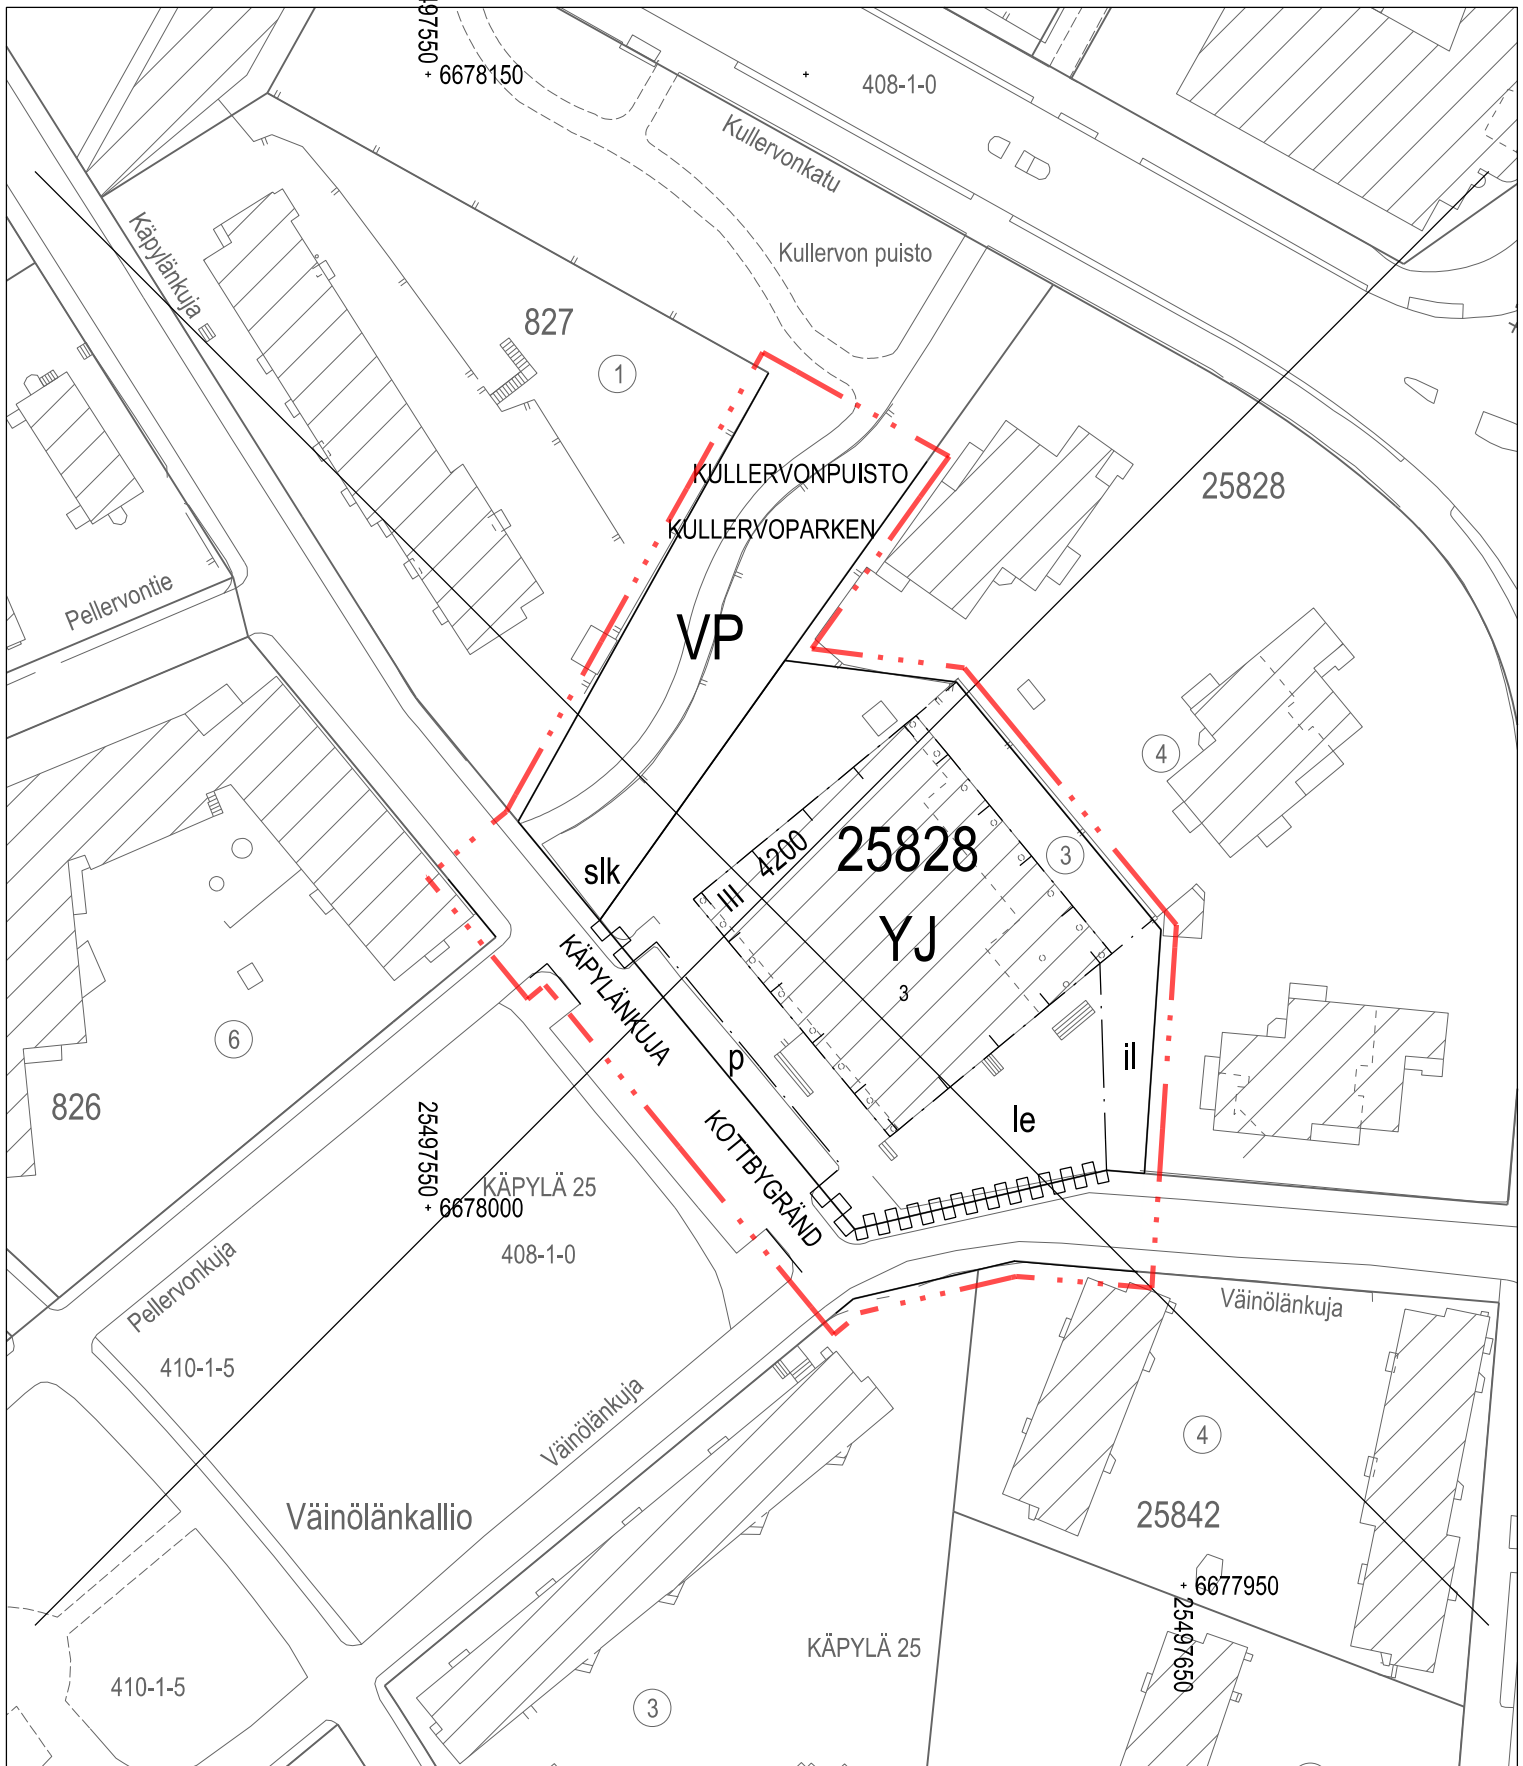 25497550
6678150
408-1-0
Kullervonkatu
Käpylänkuja
Kullervon puisto
827
1
KULLERVONPUISTO
25828
KULLERVOPARKEN
Pellervontie
VP
4
4200
25828
3
slk
III
YJ
KÄPYLÄNKUJA
3
6
p
il
826
le
25497550
KOTTBYGRÄND
KÄPYLÄ 25
6678000
408-1-0
Pellervonkuja
Väinölänkuja
410-1-5
Väinölänkuja
4
Väinölänkallio
25842
6677950
25497650
KÄPYLÄ 25
410-1-5
3